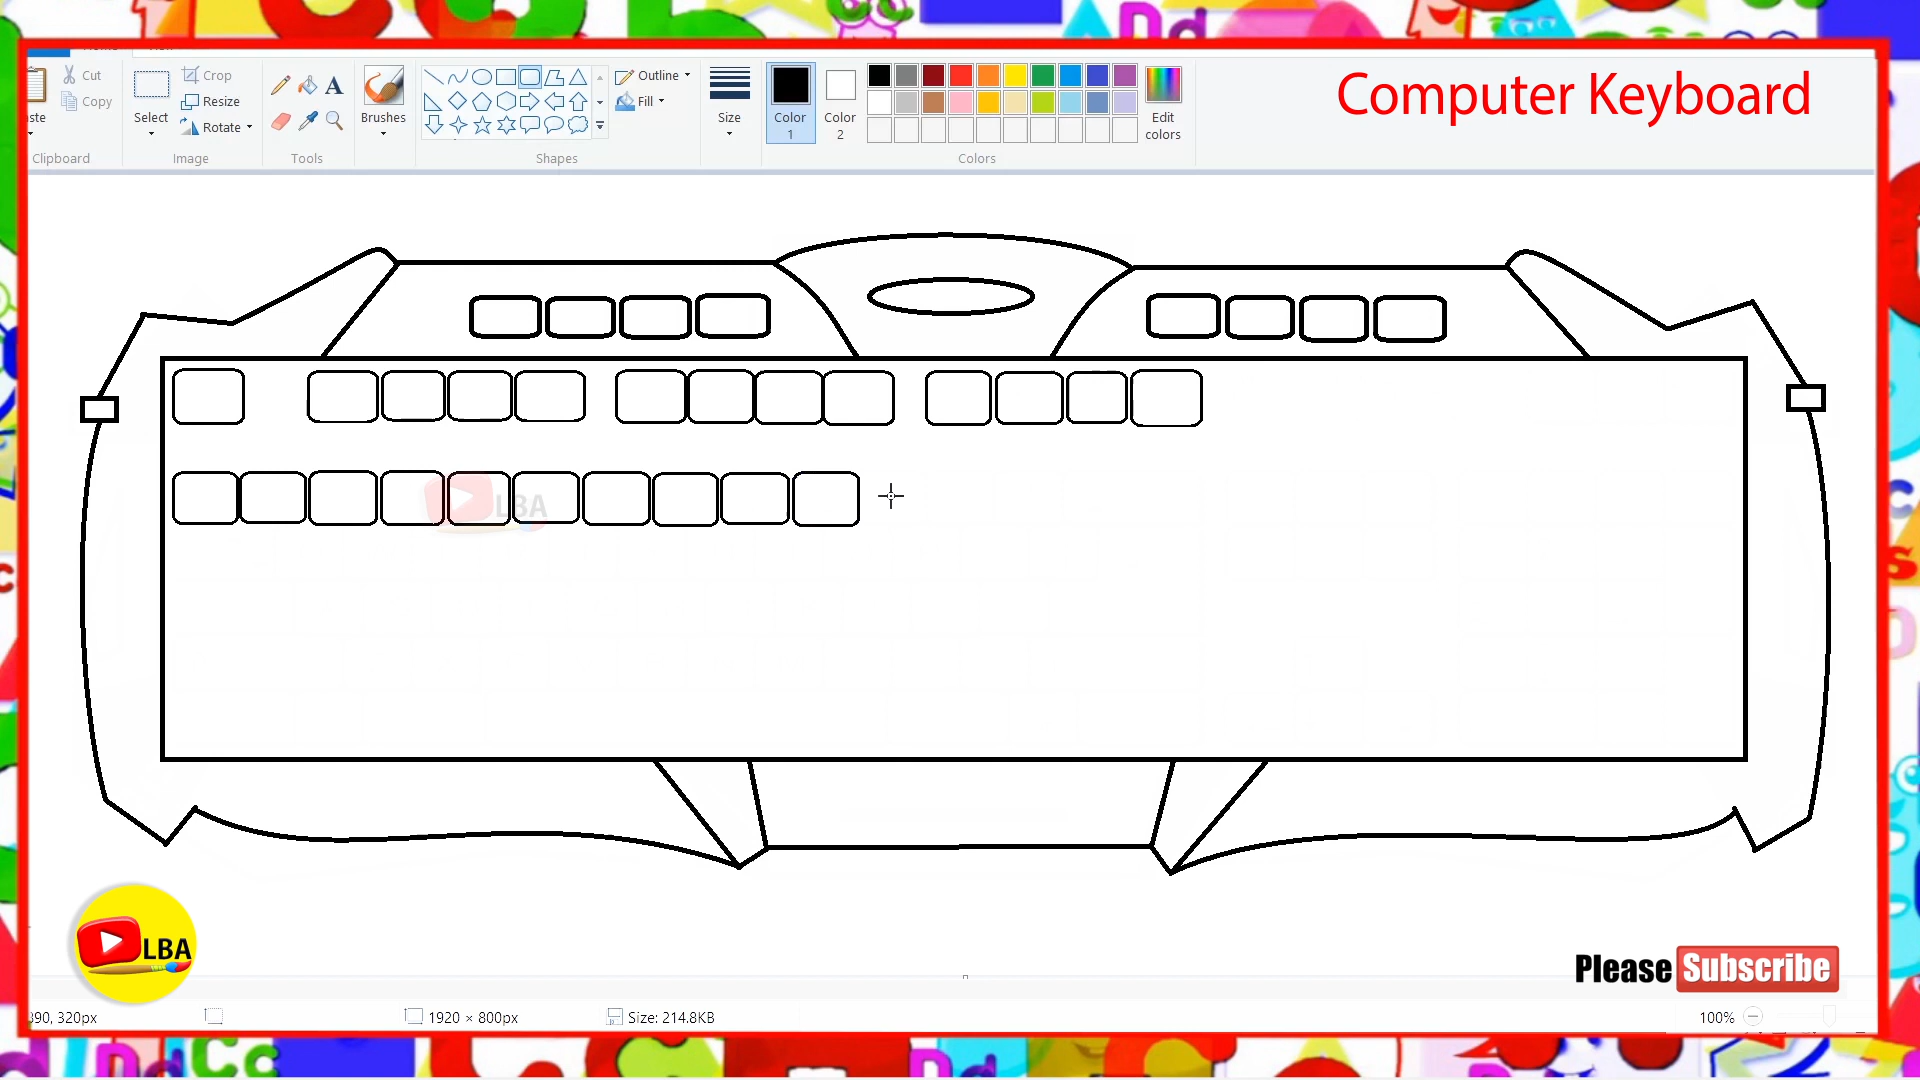 Computer Keyboard
Cut
Copy
Clipboard
Select
Crop
Resize
Rotate
Image
Tools
Brushes
Shapes
Outline
Fill
Size
Color
1
Color
2
Edit
colors
Colors
LBA
LBA
Please Subscribe
1920 × 800px
Size: 214.8KB
100%